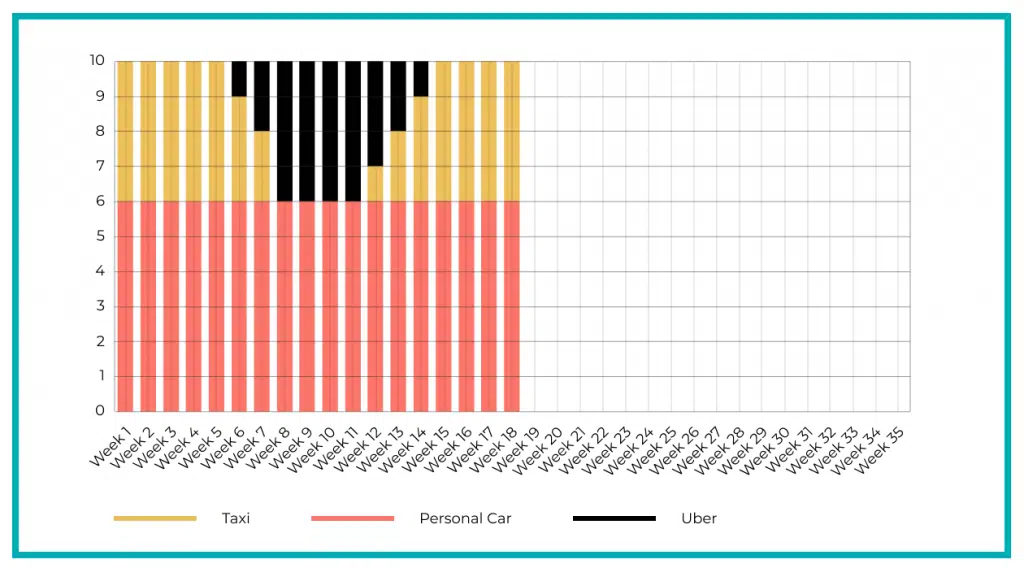 10
9
8
7
6
5
4
3
2
1
0
Week 1
Week 2
Week 3
Week 4
Week 5
Week 6
Week 7
Week 8
Week 9
Week 10
Week 11
Week 12
Week 13
Week 14
Week 15
Week 16
Week 17
Week 18
Week 19
Week 20
Week 21
Week 22
Week 23
Week 24
Week 25
Week 26
Week 27
Week 28
Week 29
Week 30
Week 31
Week 32
Week 33
Week 34
Week 35
Taxi Personal Car Uber